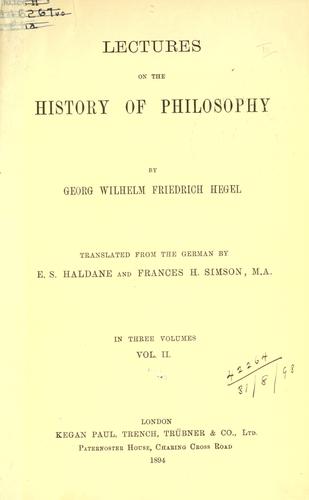 LECTURES
ON THE
HISTORY OF PHILOSOPHY
BY
GEORG WILHELM FRIEDRICH HEGEL
TRANSLATED FROM THE GERMAN BY
E. S. HALDANE AND FRANCES H. SIMSON, M.A.
IN THREE VOLUMES
VOL. II.
42264
31/8/98
LONDON
KEGAN PAUL, TRENCH, TRÜBNER & CO., LTD.
PATERNOSTER HOUSE, CHARING CROSS ROAD
1894